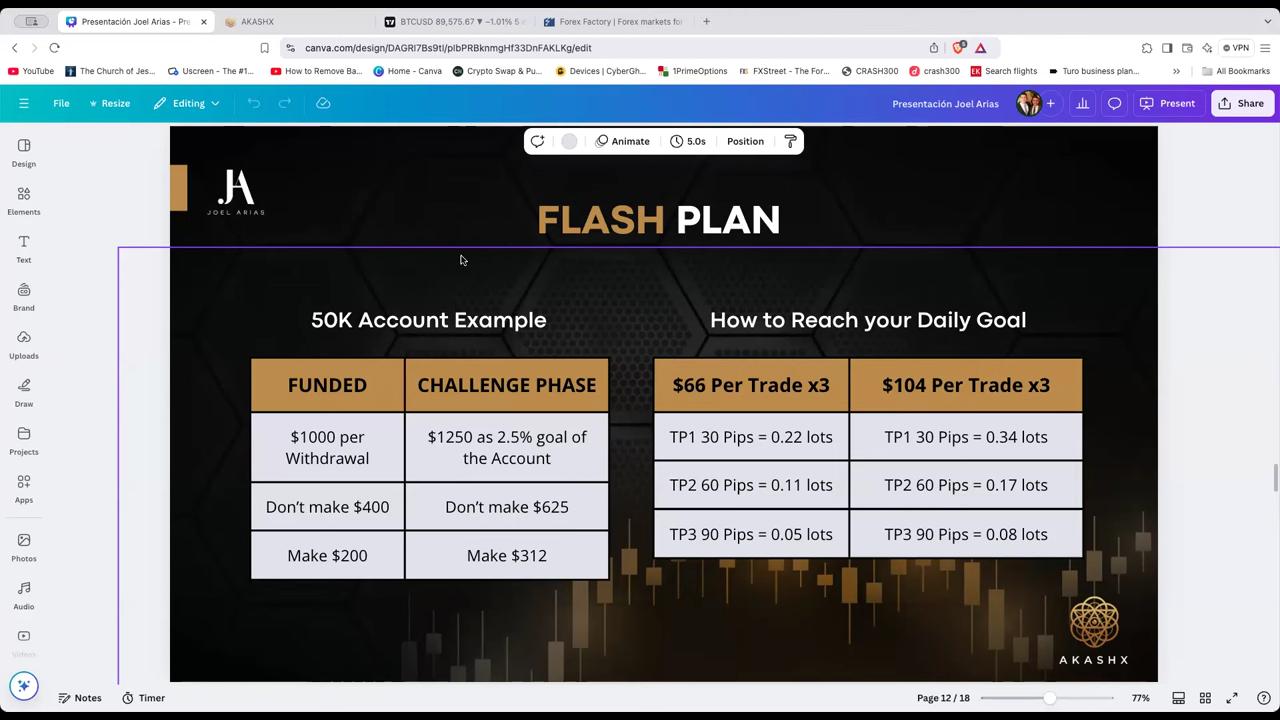 Presentación Joel Arias - Pre
AKASHX
BTCUSD 89,575.67 ▼ −1.01% 5
Forex Factory | Forex markets for
canva.com/design/DAGRI7Bs9tI/pIbPRBknmgHf33DnFAKLKg/edit
VPN
YouTube
The Church of Jes...
Uscreen - The #1...
How to Remove Ba...
Home - Canva
Crypto Swap & Pu...
Devices | CyberGh...
1PrimeOptions
FXStreet - The For...
CRASH300
crash300
Search flights
Turo business plan...
All Bookmarks
File
Resize
Editing
Presentación Joel Arias
Present
Share
Animate
5.0s
Position
Design
Elements
Text
Brand
Uploads
Draw
Projects
Apps
Photos
Audio
Videos
JA
JOEL ARIAS
FLASH PLAN
50K Account Example
FUNDED CHALLENGE PHASE
$1000 per
Withdrawal
$1250 as 2.5% goal of
the Account
Don't make $400 Don't make $625
Make $200 Make $312
How to Reach your Daily Goal
$66 Per Trade x3 $104 Per Trade x3
TP1 30 Pips = 0.22 lots TP1 30 Pips = 0.34 lots
TP2 60 Pips = 0.11 lots TP2 60 Pips = 0.17 lots
TP3 90 Pips = 0.05 lots TP3 90 Pips = 0.08 lots
AKASHX
Notes
Timer
Page 12 / 18
77%